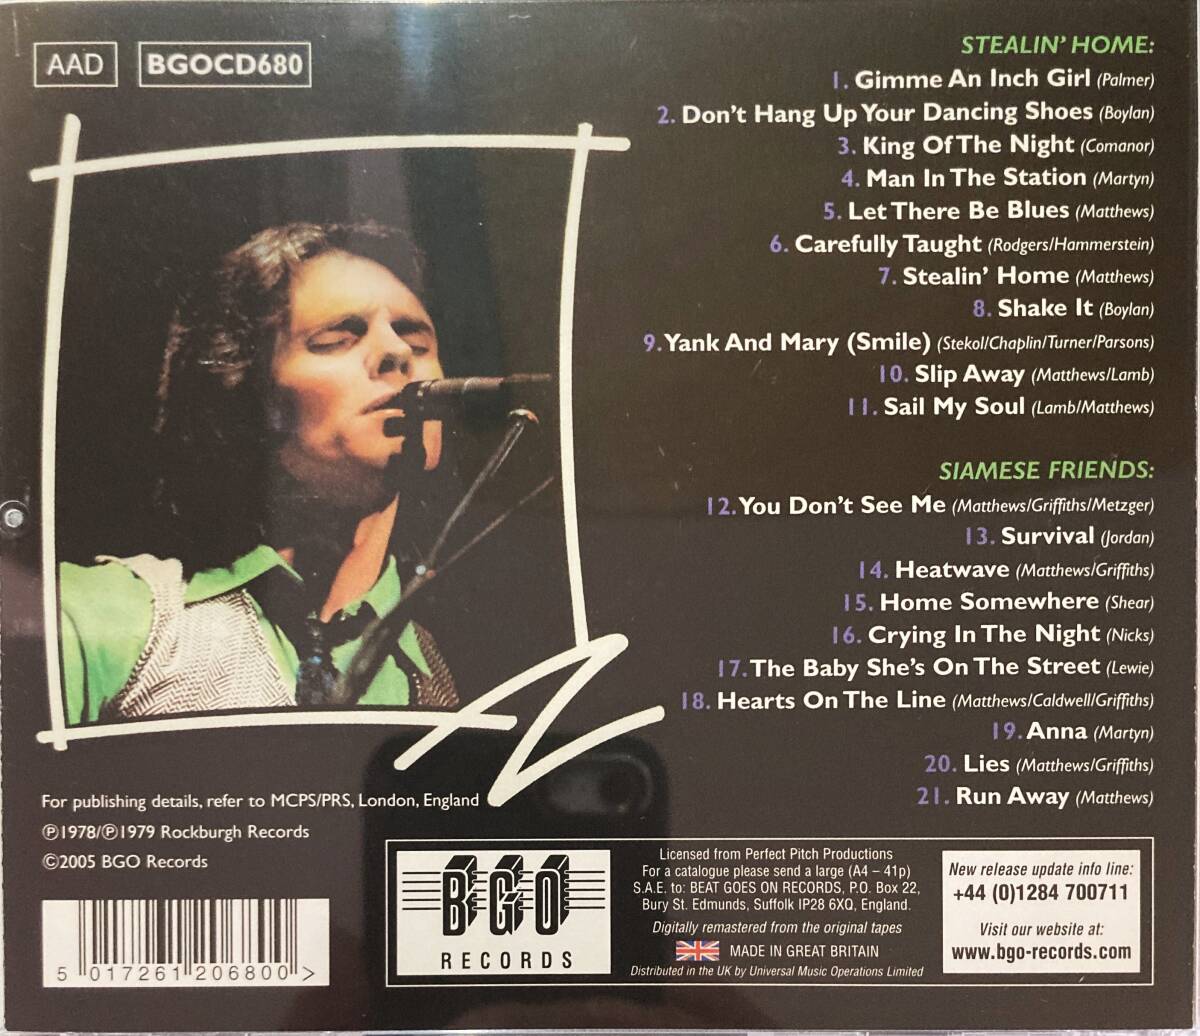 AAD
BGOCD680
STEALIN' HOME:
1. Gimme An Inch Girl (Palmer)
2. Don't Hang Up Your Dancing Shoes (Boylan)
3. King Of The Night (Comanor)
4. Man In The Station (Martyn)
5. Let There Be Blues (Matthews)
6. Carefully Taught (Rodgers/Hammerstein)
7. Stealin' Home (Matthews)
8. Shake It (Boylan)
9. Yank And Mary (Smile) (Stekol/Chaplin/Turner/Parsons)
10. Slip Away (Matthews/Lamb)
11. Sail My Soul (Lamb/Matthews)
SIAMESE FRIENDS:
12. You Don't See Me (Matthews/Griffiths/Metzger)
13. Survival (Jordan)
14. Heatwave (Matthews/Griffiths)
15. Home Somewhere (Shear)
16. Crying In The Night (Nicks)
17. The Baby She's On The Street (Lewie)
18. Hearts On The Line (Matthews/Caldwell/Griffiths)
19. Anna (Martyn)
20. Lies (Matthews/Griffiths)
21. Run Away (Matthews)
For publishing details, refer to MCPS/PRS, London, England
℗1978/℗1979 Rockburgh Records
©2005 BGO Records
5 017261 206800 >
BGO
RECORDS
Licensed from Perfect Pitch Productions
For a catalogue please send a large (A4 – 41p)
S.A.E. to: BEAT GOES ON RECORDS, P.O. Box 22,
Bury St. Edmunds, Suffolk IP28 6XQ, England.
Digitally remastered from the original tapes
MADE IN GREAT BRITAIN
Distributed in the UK by Universal Music Operations Limited
New release update info line:
+44 (0)1284 700711
Visit our website at:
www.bgo-records.com